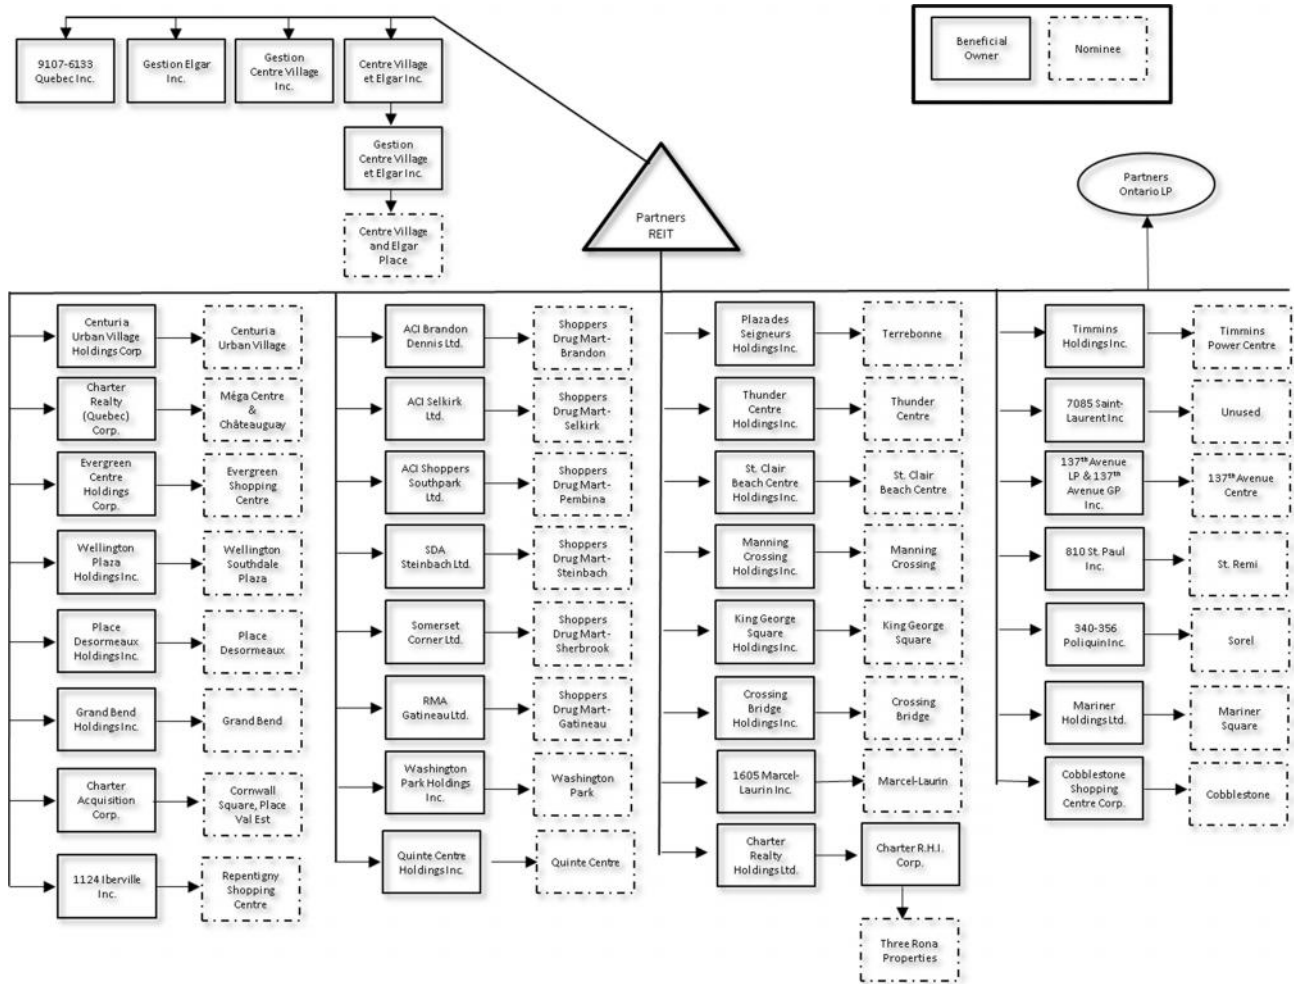 9107-6133
Quebec Inc.
Gestion Elgar
Inc.
Gestion
Centre Village
Inc.
Centre Village
et Elgar Inc.
Beneficial
Owner
Nominee
Gestion
Centre Village
et Elgar Inc.
Centre Village
and Elgar
Place
Partners
REIT
Partners
Ontario LP
Centuria
Urban Village
Holdings Corp
Centuria
Urban Village
Charter
Realty
(Quebec)
Corp.
Méga Centre
&
Châteauguay
Evergreen
Centre
Holdings
Corp.
Evergreen
Shopping
Centre
Wellington
Plaza
Holdings Inc.
Wellington
Southdale
Plaza
Place
Desormeaux
Holdings Inc.
Place
Desormeaux
Grand Bend
Holdings Inc.
Grand Bend
Charter
Acquisition
Corp.
Cornwall
Square, Place
Val Est
1124 Iberville
Inc.
Repentigny
Shopping
Centre
ACI Brandon
Dennis Ltd.
Shoppers
Drug Mart-
Brandon
ACI Selkirk
Ltd.
Shoppers
Drug Mart-
Selkirk
ACI Shoppers
Southpark
Ltd.
Shoppers
Drug Mart-
Pembina
SDA
Steinbach Ltd.
Shoppers
Drug Mart-
Steinbach
Somerset
Corner Ltd.
Shoppers
Drug Mart-
Sherbrook
RMA
Gatineau Ltd.
Shoppers
Drug Mart-
Gatineau
Washington
Park Holdings
Inc.
Washington
Park
Quinte Centre
Holdings Inc.
Quinte Centre
Plaza des
Seigneurs
Holdings Inc.
Terrebonne
Thunder
Centre
Holdings Inc.
Thunder
Centre
St. Clair
Beach Centre
Holdings Inc.
St. Clair
Beach Centre
Manning
Crossing
Holdings Inc.
Manning
Crossing
King George
Square
Holdings Inc.
King George
Square
Crossing
Bridge
Holdings Inc.
Crossing
Bridge
1605 Marcel-
Laurin Inc.
Marcel-Laurin
Charter
Realty
Holdings Ltd.
Charter R.H.I.
Corp.
Three Rona
Properties
Timmins
Holdings Inc.
Timmins
Power Centre
7085 Saint-
Laurent Inc
Unused
137th Avenue
LP & 137th
Avenue GP
Inc.
137th Avenue
Centre
810 St. Paul
Inc.
St. Remi
340-356
Poliquin Inc.
Sorel
Mariner
Holdings Ltd.
Mariner
Square
Cobblestone
Shopping
Centre Corp.
Cobblestone